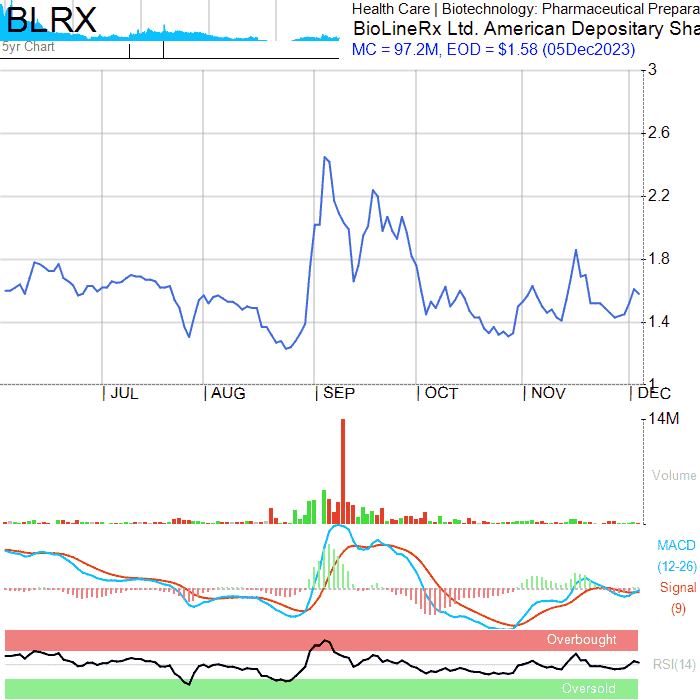 BLRX
5yr Chart
Health Care | Biotechnology: Pharmaceutical Prepara
BioLineRx Ltd. American Depositary Sha
MC = 97.2M, EOD = $1.58 (05Dec2023)
3
2.6
2.2
1.8
1.4
1
| JUL | AUG | SEP | OCT | NOV | DEC
14M
Volume
MACD
(12-26)
Signal
(9)
Overbought
RSI(14)
Oversold